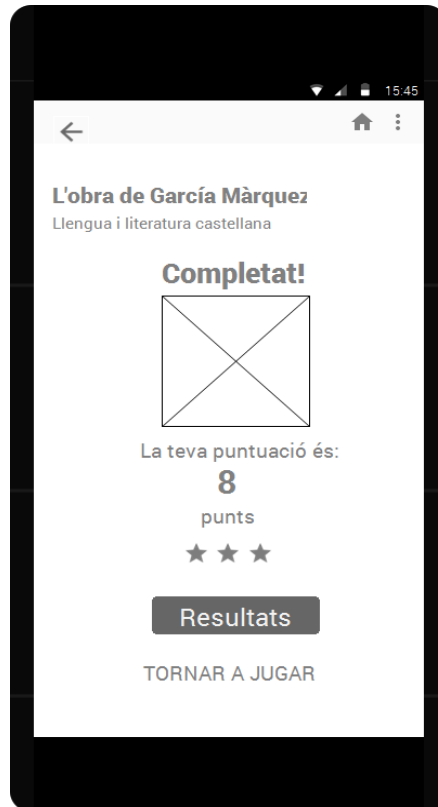 15:45
L'obra de García Màrquez
Llengua i literatura castellana
Completat!
La teva puntuació és:
8
punts
Resultats
TORNAR A JUGAR